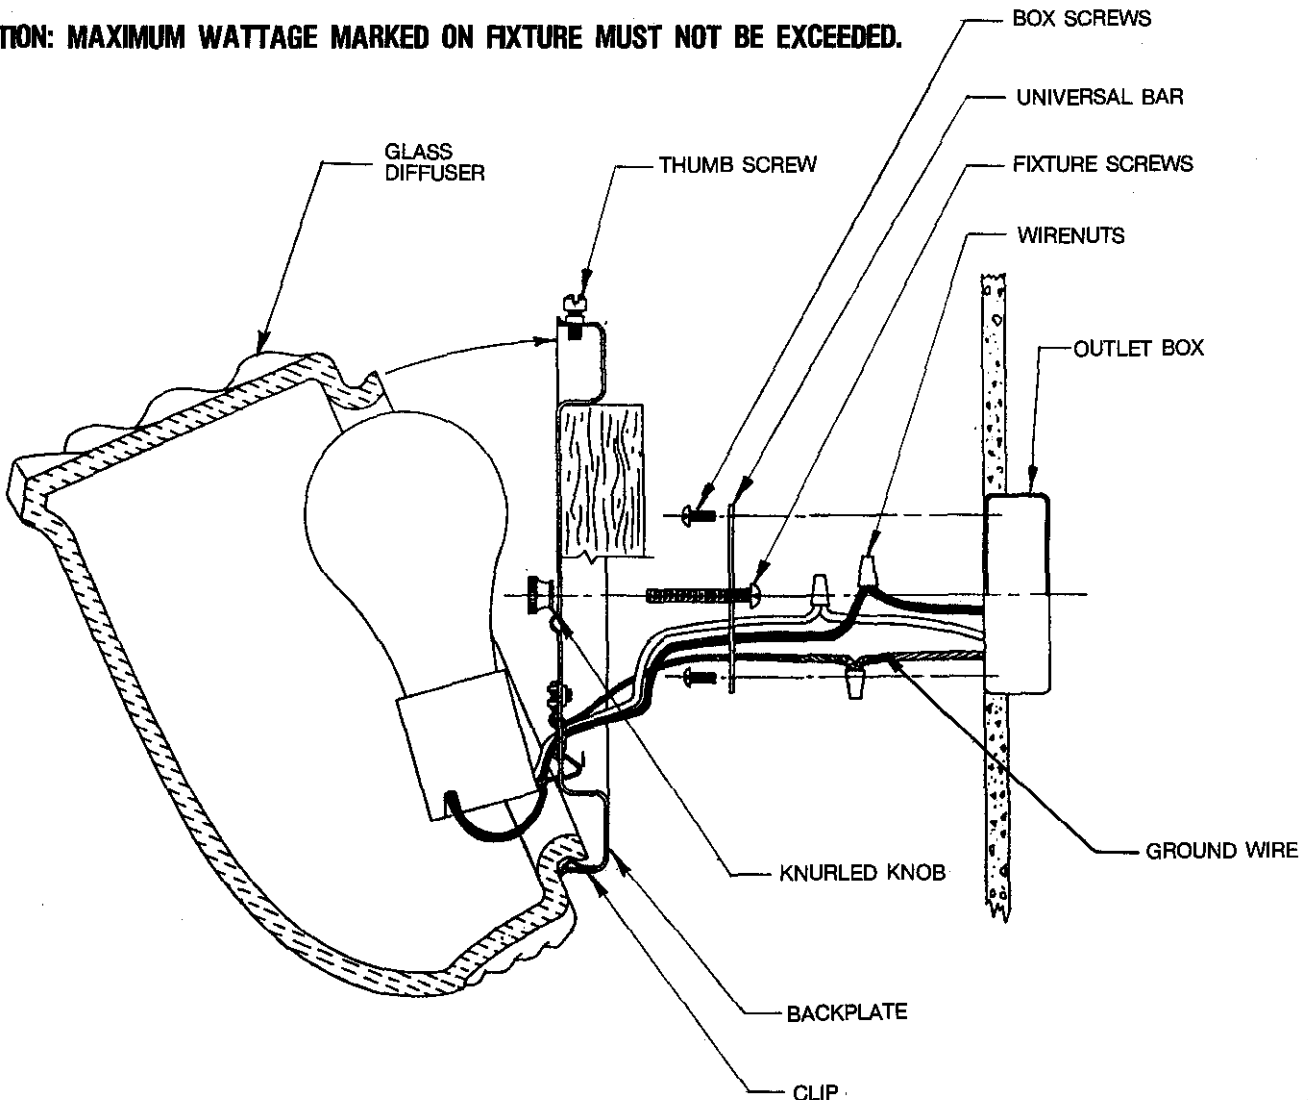 TION: MAXIMUM WATTAGE MARKED ON FIXTURE MUST NOT BE EXCEEDED.
BOX SCREWS
UNIVERSAL BAR
GLASS
DIFFUSER
THUMB SCREW
FIXTURE SCREWS
WIRENUTS
OUTLET BOX
GROUND WIRE
KNURLED KNOB
BACKPLATE
CLIP